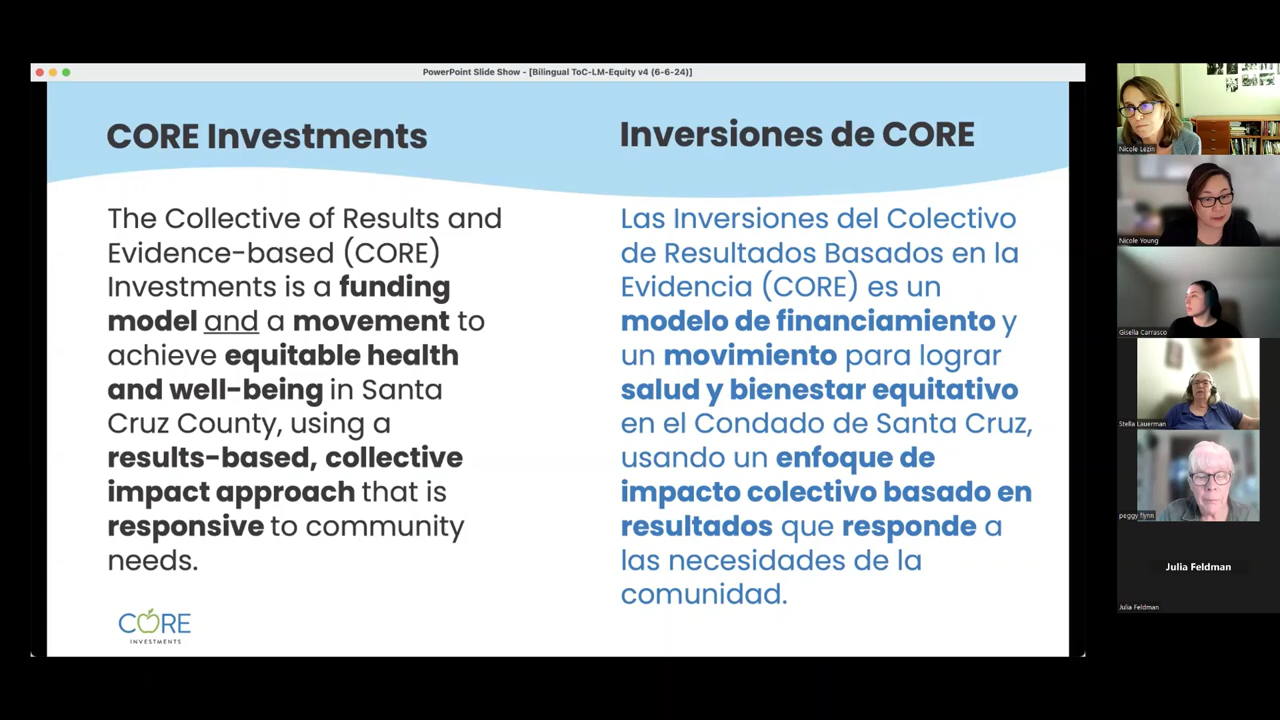 PowerPoint Slide Show - [Bilingual ToC-LM-Equity v4 (6-6-24)]
CORE Investments
The Collective of Results and
Evidence-based (CORE)
Investments is a funding
model and a movement to
achieve equitable health
and well-being in Santa
Cruz County, using a
results-based, collective
impact approach that is
responsive to community
needs.
CORE
INVESTMENTS
Inversiones de CORE
Las Inversiones del Colectivo
de Resultados Basados en la
Evidencia (CORE) es un
modelo de financiamiento y
un movimiento para lograr
salud y bienestar equitativo
en el Condado de Santa Cruz,
usando un enfoque de
impacto colectivo basado en
resultados que responde a
las necesidades de la
comunidad.
Nicole Lezin
Nicole Young
Gisella Carrasco
Stella Lauerman
peggy flynn
Julia Feldman
Julia Feldman